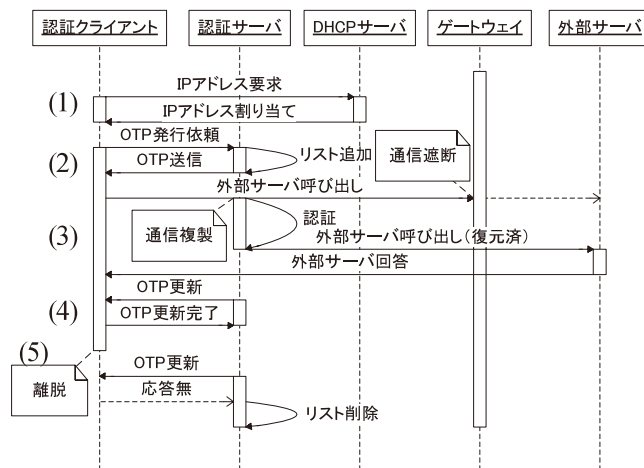 認証クライアント
認証サーバ
DHCPサーバ
ゲートウェイ
外部サーバ
IPアドレス要求
(1)
IPアドレス割り当て
OTP発行依頼
リスト追加
通信遮断
(2)
OTP送信
外部サーバ呼び出し
認証
通信複製
(3)
外部サーバ呼び出し(復元済)
外部サーバ回答
OTP更新
(4)
OTP更新完了
(5)
OTP更新
離脱
応答無
リスト削除